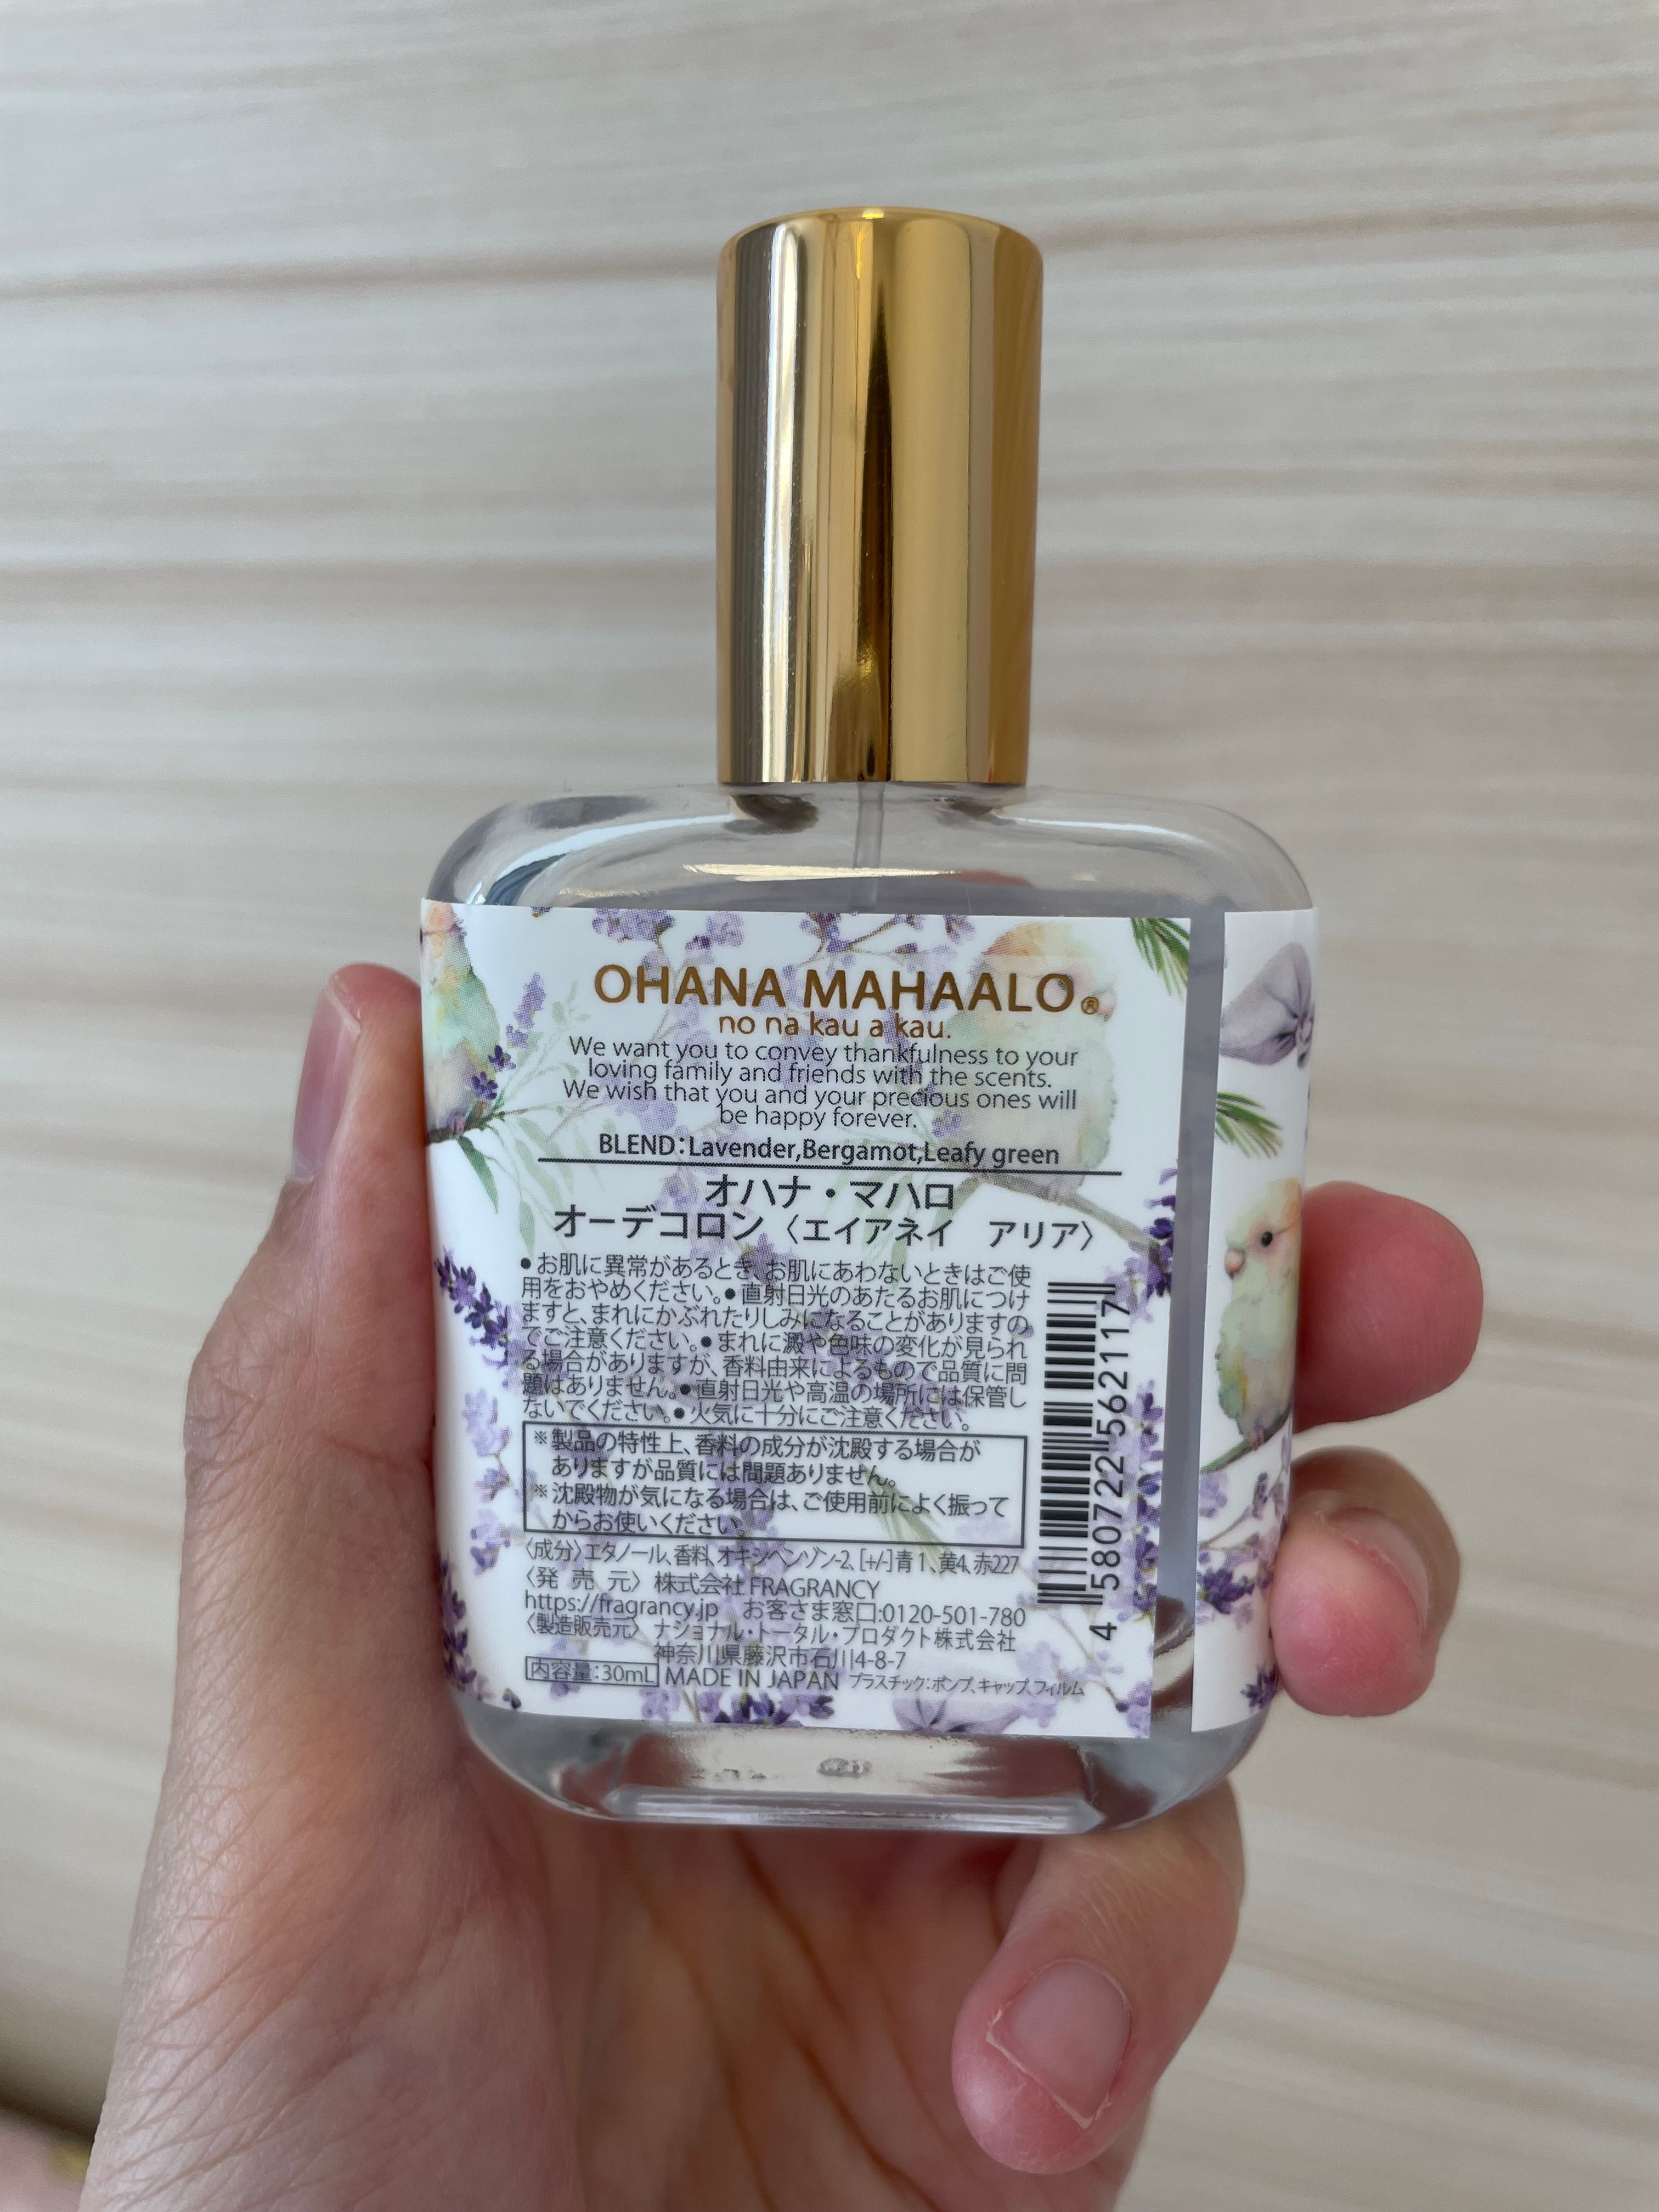 OHANA MAHAALO®
no na kau a kau.
We want you to convey thankfulness to your
loving family and friends with the scents.
We wish that you and your precious ones will
be happy forever.
BLEND:Lavender,Bergamot,Leafy green
オハナ・マハロ
オーデコロン〈エイアネイ　アリア〉
●お肌に異常があるとき、お肌にあわないときはご使
用をおやめください。●直射日光のあたるお肌につけ
ますと、まれにかぶれたりしみになることがありますの
でご注意ください。●まれに澱や色味の変化が見られ
る場合がありますが、香料由来によるもので品質に問
題はありません。●直射日光や高温の場所には保管し
ないでください。●火気に十分にご注意ください。
※製品の特性上、香料の成分が沈殿する場合が
ありますが品質には問題ありません。
※沈殿物が気になる場合は、ご使用前によく振って
からお使いください。
〈成分〉エタノール、香料、オキシベンゾン-2、[+/-]青1、黄4、赤227
〈発　売　元〉株式会社 FRAGRANCY
https://fragrancy.jp　お客さま窓口:0120-501-780
〈製造販売元〉ナショナル・トータル・プロダクト株式会社
神奈川県藤沢市石川4-8-7
内容量:30mL MADE IN JAPAN プラスチック:ポンプ、キャップ、フィルム
4 580722 562117